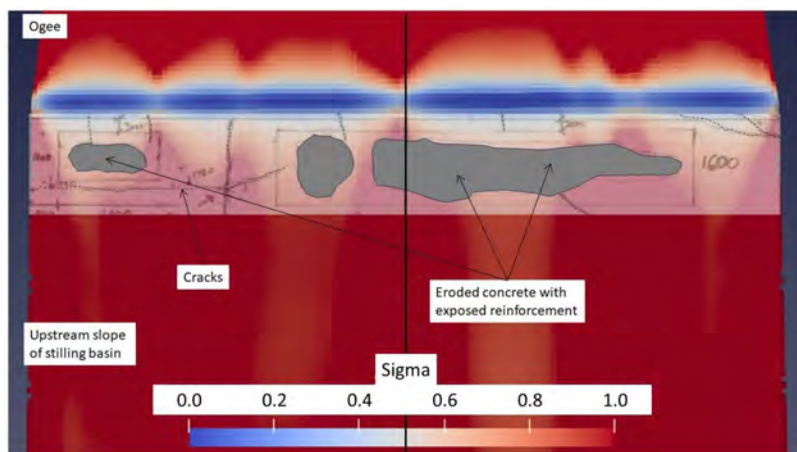 Ogee
1600
Cracks
Eroded concrete with
exposed reinforcement
Upstream slope
of stilling basin
Sigma
0.0 0.2 0.4 0.6 0.8 1.0